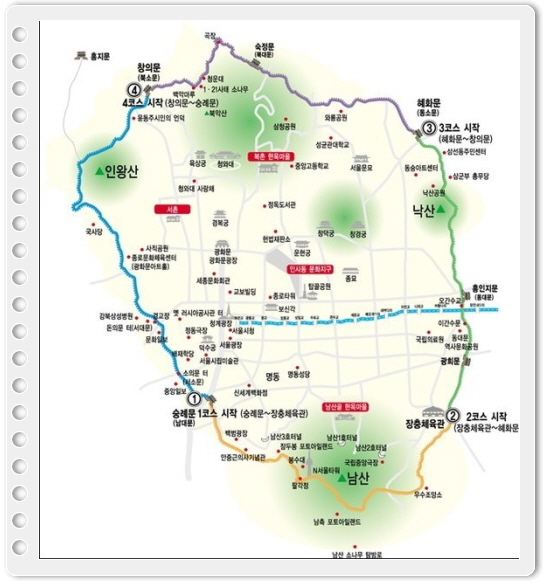 곡장
숙정문
(북대문)
홍지문
창의문
(북소문)
청운대
백악마루
1·21사태 소나무
④
4코스 시작 (창의문~숭례문)
윤동주시인의 언덕
북악산
와룡공원
삼청공원
혜화문
(동소문)
③
3코스 시작
(혜화문~창의문)
성균관대학교
삼선동주민센터
인왕산
육상궁
청와대
북촌 한옥마을
중앙고등학교
서울문묘
동숭아트센터
삼군부 총무당
청와대 사랑채
낙산공원
서촌
정독도서관
낙산
경복궁
국사당
창덕궁
창경궁
헌법재판소
사직공원
광화문
광화문광장
운현궁
종로문화체육센터
(광화문아트홀)
인사동 문화지구
종묘
세종문화회관
탑골공원
교보빌딩
종로타워
흥인지문
(동대문)
보신각
오간수교
강북삼성병원
경교장
옛 러시아공사관 터
돈의문 터(서대문)
청계광장
정동극장
서울시청
이간수문
문화일보
서울광장
덕수궁
국립의료원
동대문
역사문화공원
배재학당
서울시립미술관
광희문
소의문 터
(서소문)
명동
명동성당
중앙일보
신세계백화점
①
숭례문
(남대문)
1코스 시작 (숭례문~장충체육관)
남산골 한옥마을
장충체육관
②
2코스 시작
(장충체육관~혜화문
백범광장
남산3호터널
남산1호터널
안중근의사기념관
잠두봉 포토아일랜드
남산2호터널
봉수대
국립중앙극장
N서울타워
팔각정
남산
우수조망소
남측 포토아일랜드
남산 소나무 탐방로